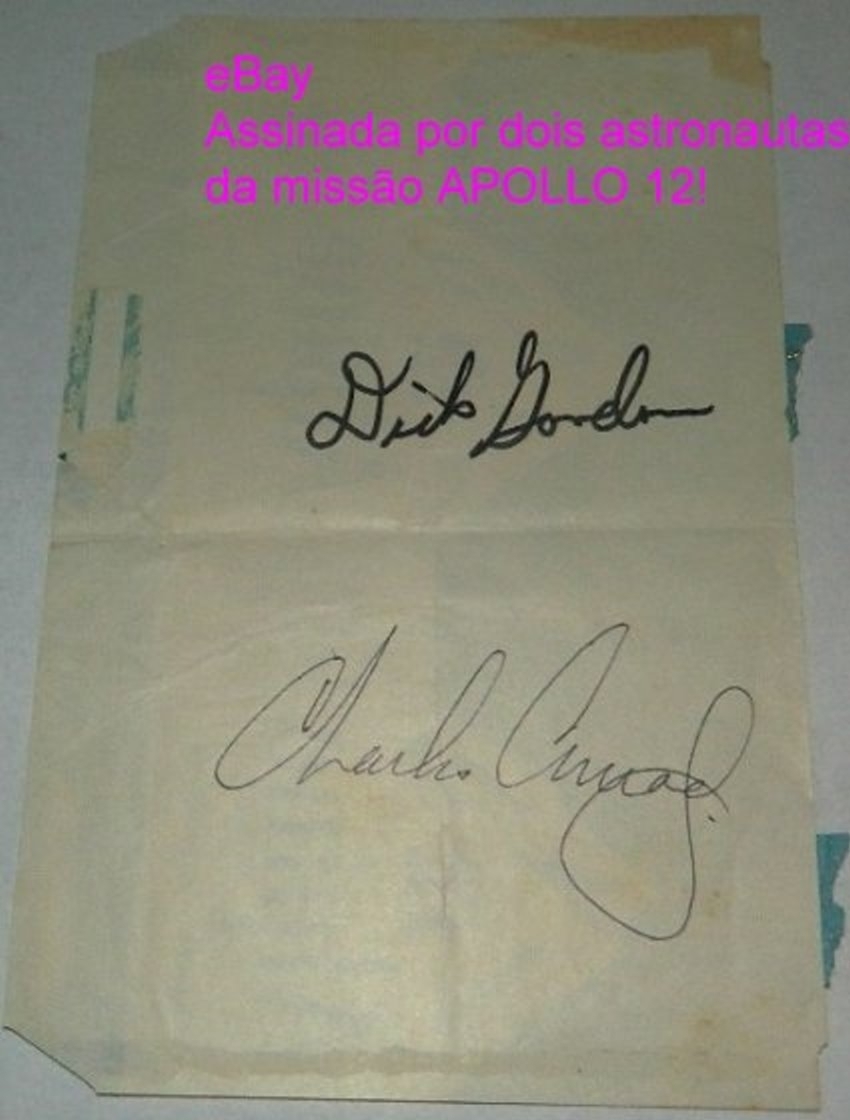 eBay
Assinada por dois astronautas
da missão APOLLO 12!
Dick Gordon
Charles Conrad